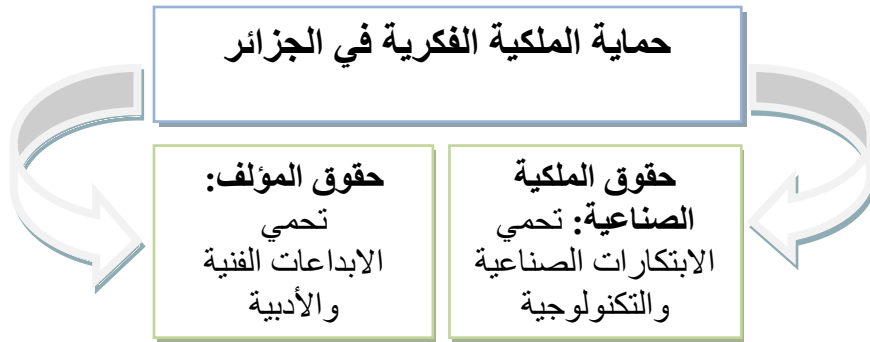 حماية الملكية الفكرية في الجزائر
حقوق الملكية
الصناعية: تحمي
الابتكارات الصناعية
والتكنولوجية
حقوق المؤلف:
تحمي
الابداعات الفنية
والأدبية